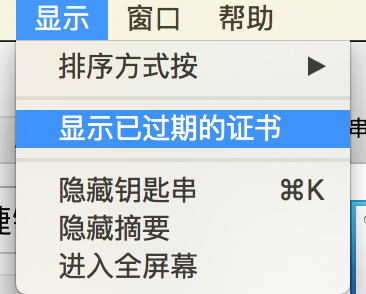 显示 窗口 帮助
排序方式按 ▶
显示已过期的证书
串
隐藏钥匙串 ⌘K
隐藏摘要
进入全屏幕